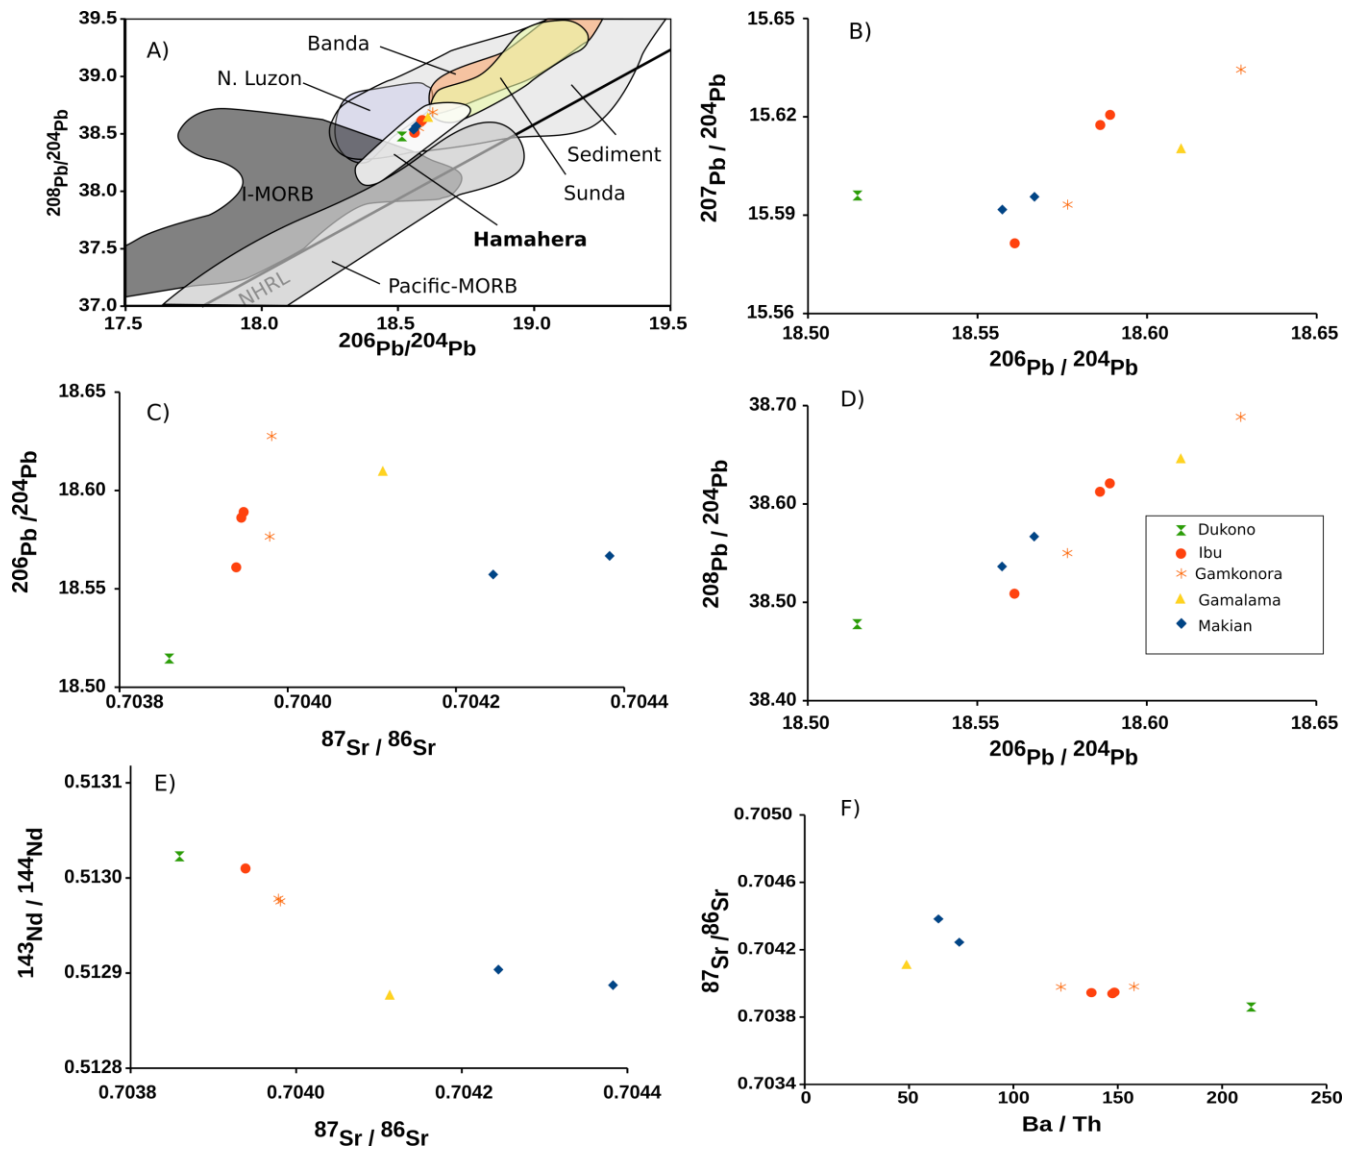 A)
39.5
39.0
38.5
38.0
37.5
37.0
208Pb/204Pb
Banda
N. Luzon
I-MORB
Sediment
Sunda
Hamahera
Pacific-MORB
NHRL
17.5 18.0 18.5 19.0 19.5
206Pb/204Pb
B)
15.65
15.62
15.59
15.56
207Pb / 204Pb
18.50 18.55 18.60 18.65
206Pb / 204Pb
C)
18.65
18.60
18.55
18.50
206Pb /204Pb
0.7038 0.7040 0.7042 0.7044
87Sr / 86Sr
D)
38.70
38.60
38.50
38.40
208Pb / 204Pb
Dukono
Ibu
Gamkonora
Gamalama
Makian
18.50 18.55 18.60 18.65
206Pb / 204Pb
E)
0.5131
0.5130
0.5129
0.5128
143Nd / 144Nd
0.7038 0.7040 0.7042 0.7044
87Sr / 86Sr
F)
0.7050
0.7046
0.7042
0.7038
0.7034
87Sr /86Sr
0 50 100 150 200 250
Ba / Th